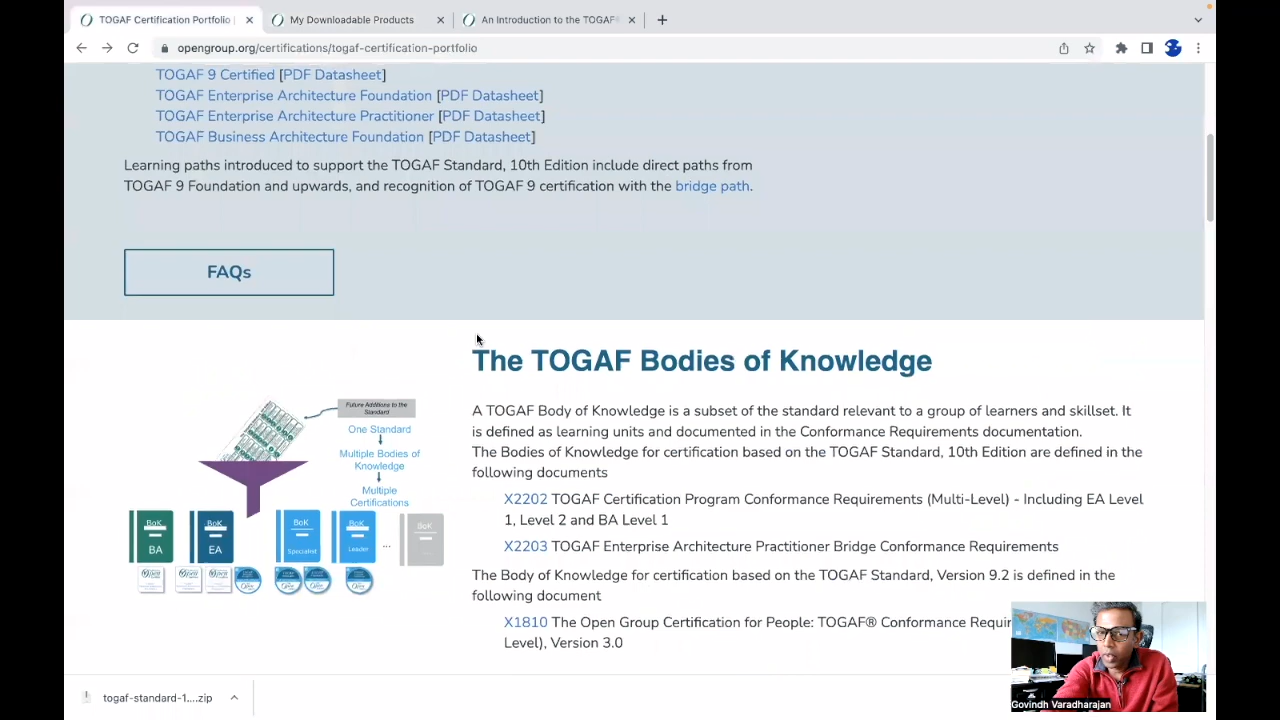 TOGAF Certification Portfolio
My Downloadable Products
An Introduction to the TOGAF®
opengroup.org/certifications/togaf-certification-portfolio
TOGAF 9 Certified [PDF Datasheet]
TOGAF Enterprise Architecture Foundation [PDF Datasheet]
TOGAF Enterprise Architecture Practitioner [PDF Datasheet]
TOGAF Business Architecture Foundation [PDF Datasheet]
Learning paths introduced to support the TOGAF Standard, 10th Edition include direct paths from
TOGAF 9 Foundation and upwards, and recognition of TOGAF 9 certification with the bridge path.
FAQs
The TOGAF Bodies of Knowledge
A TOGAF Body of Knowledge is a subset of the standard relevant to a group of learners and skillset. It
is defined as learning units and documented in the Conformance Requirements documentation.
The Bodies of Knowledge for certification based on the TOGAF Standard, 10th Edition are defined in the
following documents
X2202 TOGAF Certification Program Conformance Requirements (Multi-Level) - Including EA Level
1, Level 2 and BA Level 1
X2203 TOGAF Enterprise Architecture Practitioner Bridge Conformance Requirements
The Body of Knowledge for certification based on the TOGAF Standard, Version 9.2 is defined in the
following document
X1810 The Open Group Certification for People: TOGAF® Conformance Requir
Level), Version 3.0
Future Additions to the
Standard
One Standard
Multiple Bodies of
Knowledge
Multiple
Certifications
BoK
BA
BoK
EA
BoK
Specialist
BoK
Leader
...
BoK
togaf-standard-1....zip
Govindh Varadharajan